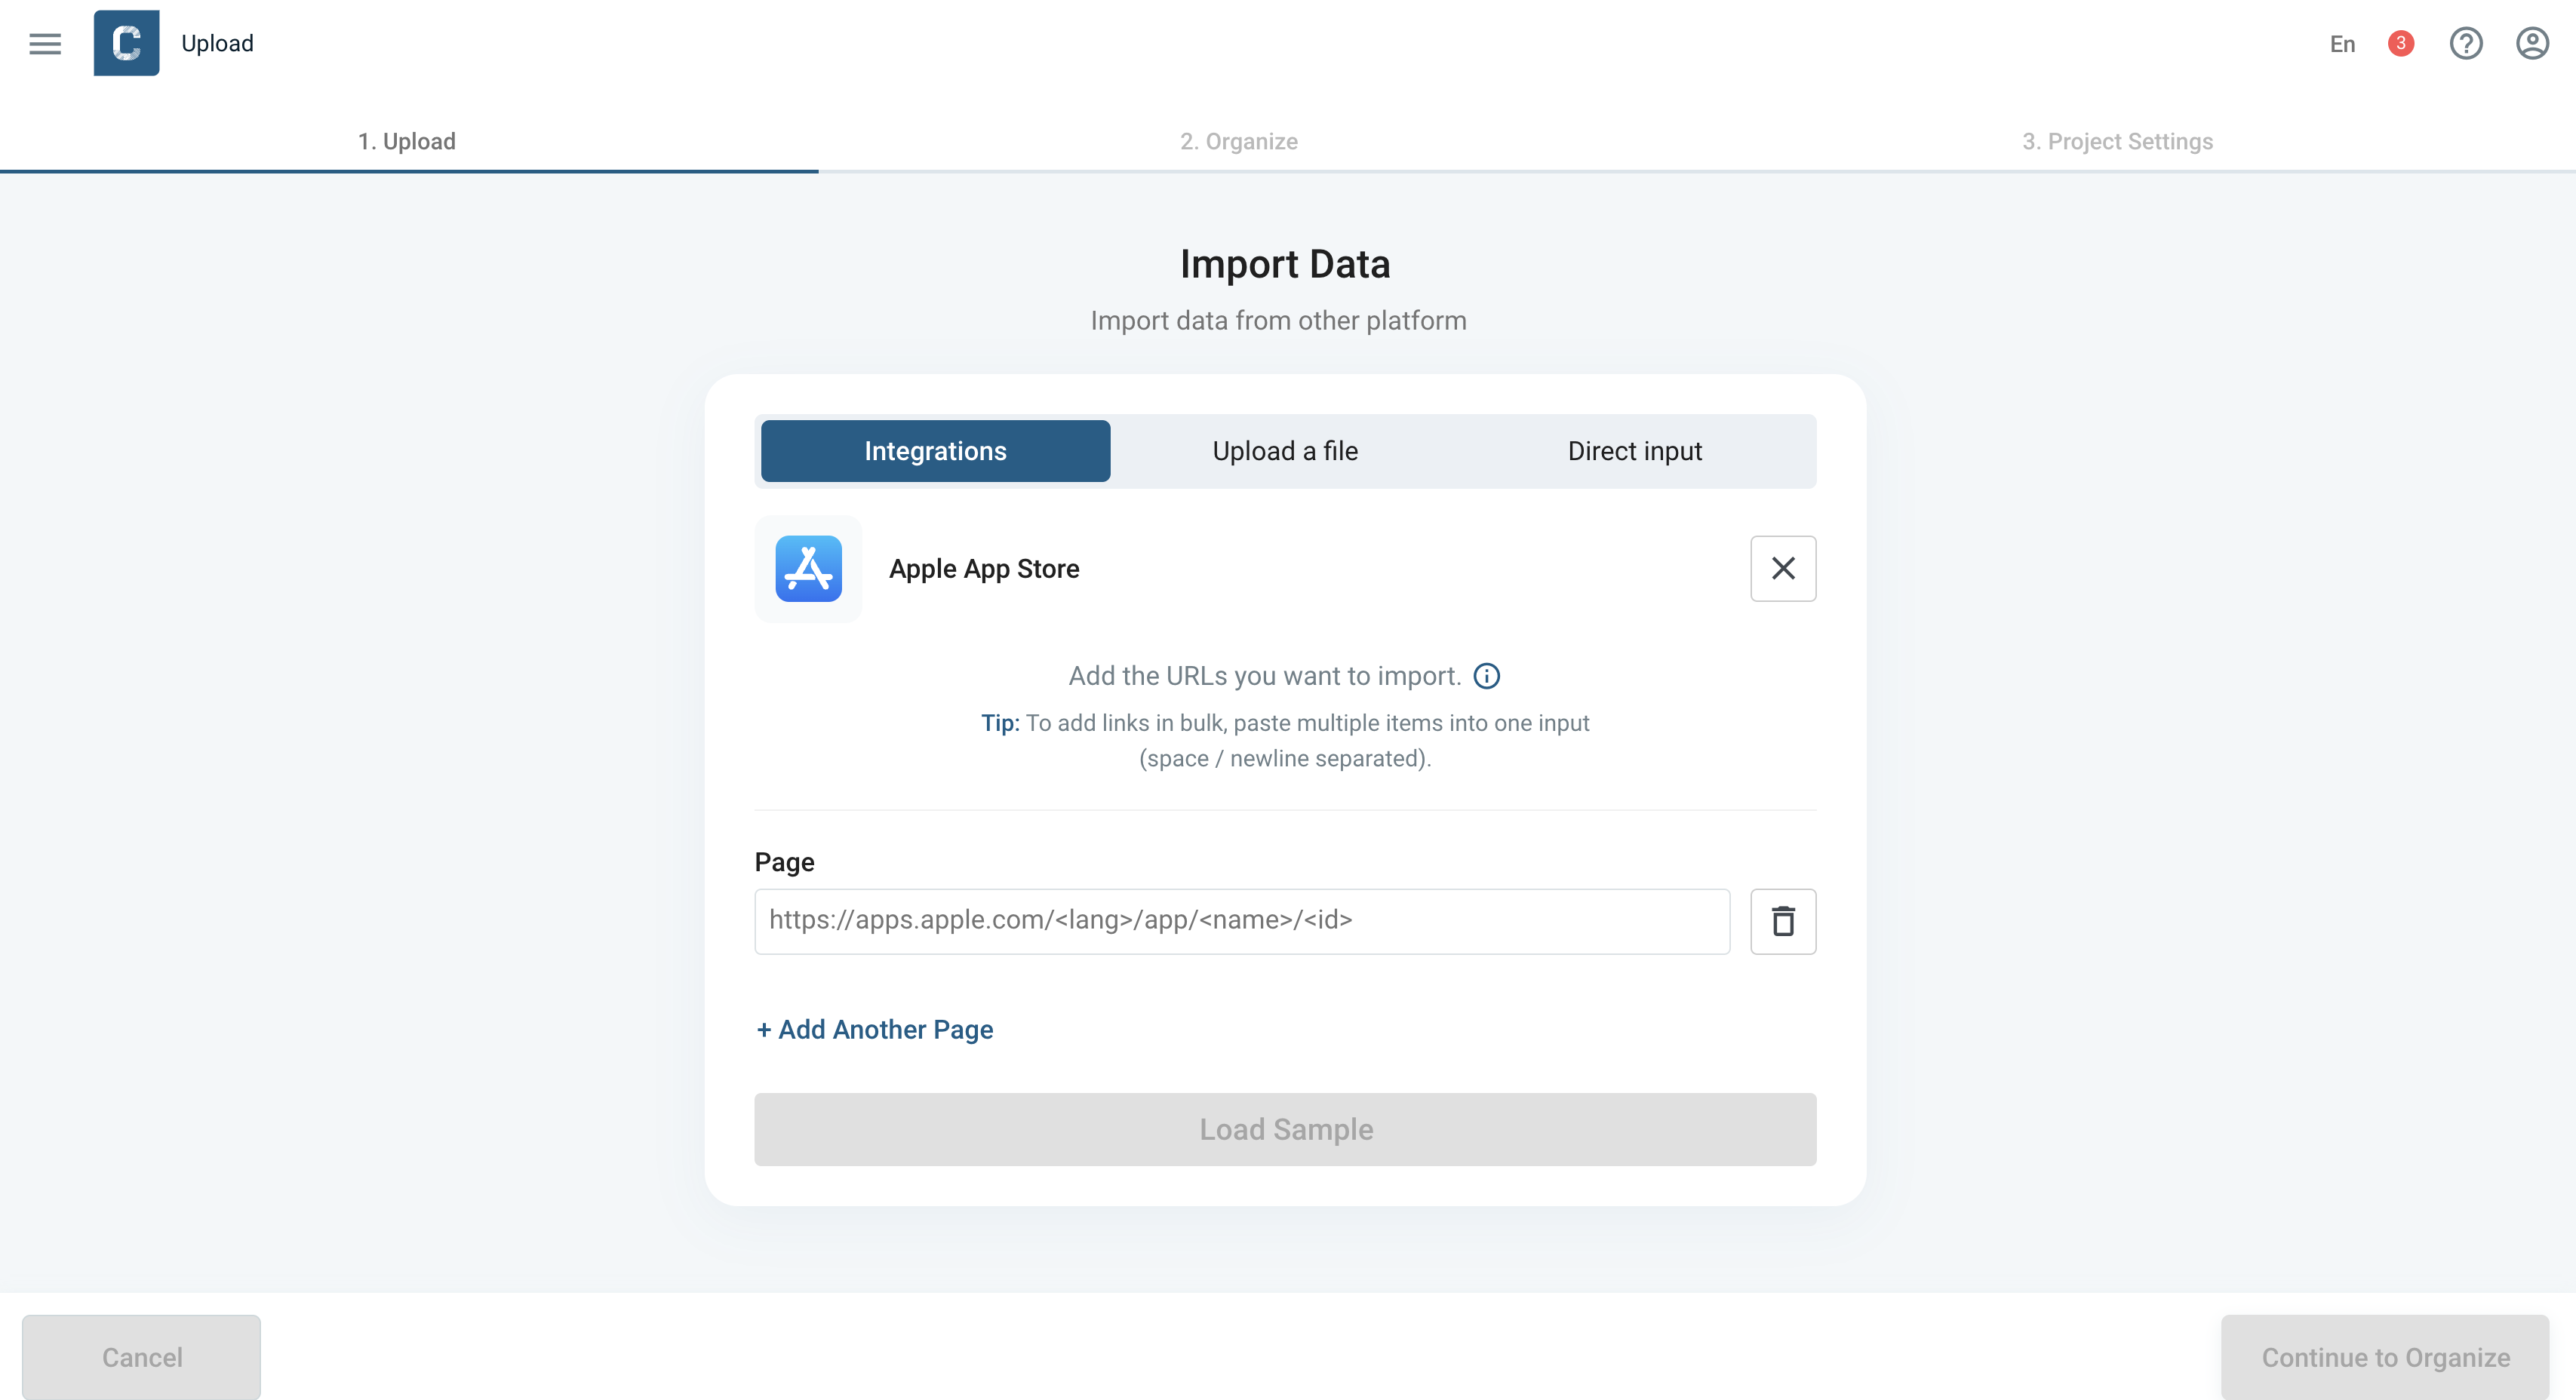 C
Upload
En
3
1. Upload
2. Organize
3. Project Settings
Import Data
Import data from other platform
Integrations
Upload a file
Direct input
Apple App Store
Add the URLs you want to import.
Tip: To add links in bulk, paste multiple items into one input
(space / newline separated).
Page
https://apps.apple.com/<lang>/app/<name>/<id>
+ Add Another Page
Load Sample
Cancel
Continue to Organize